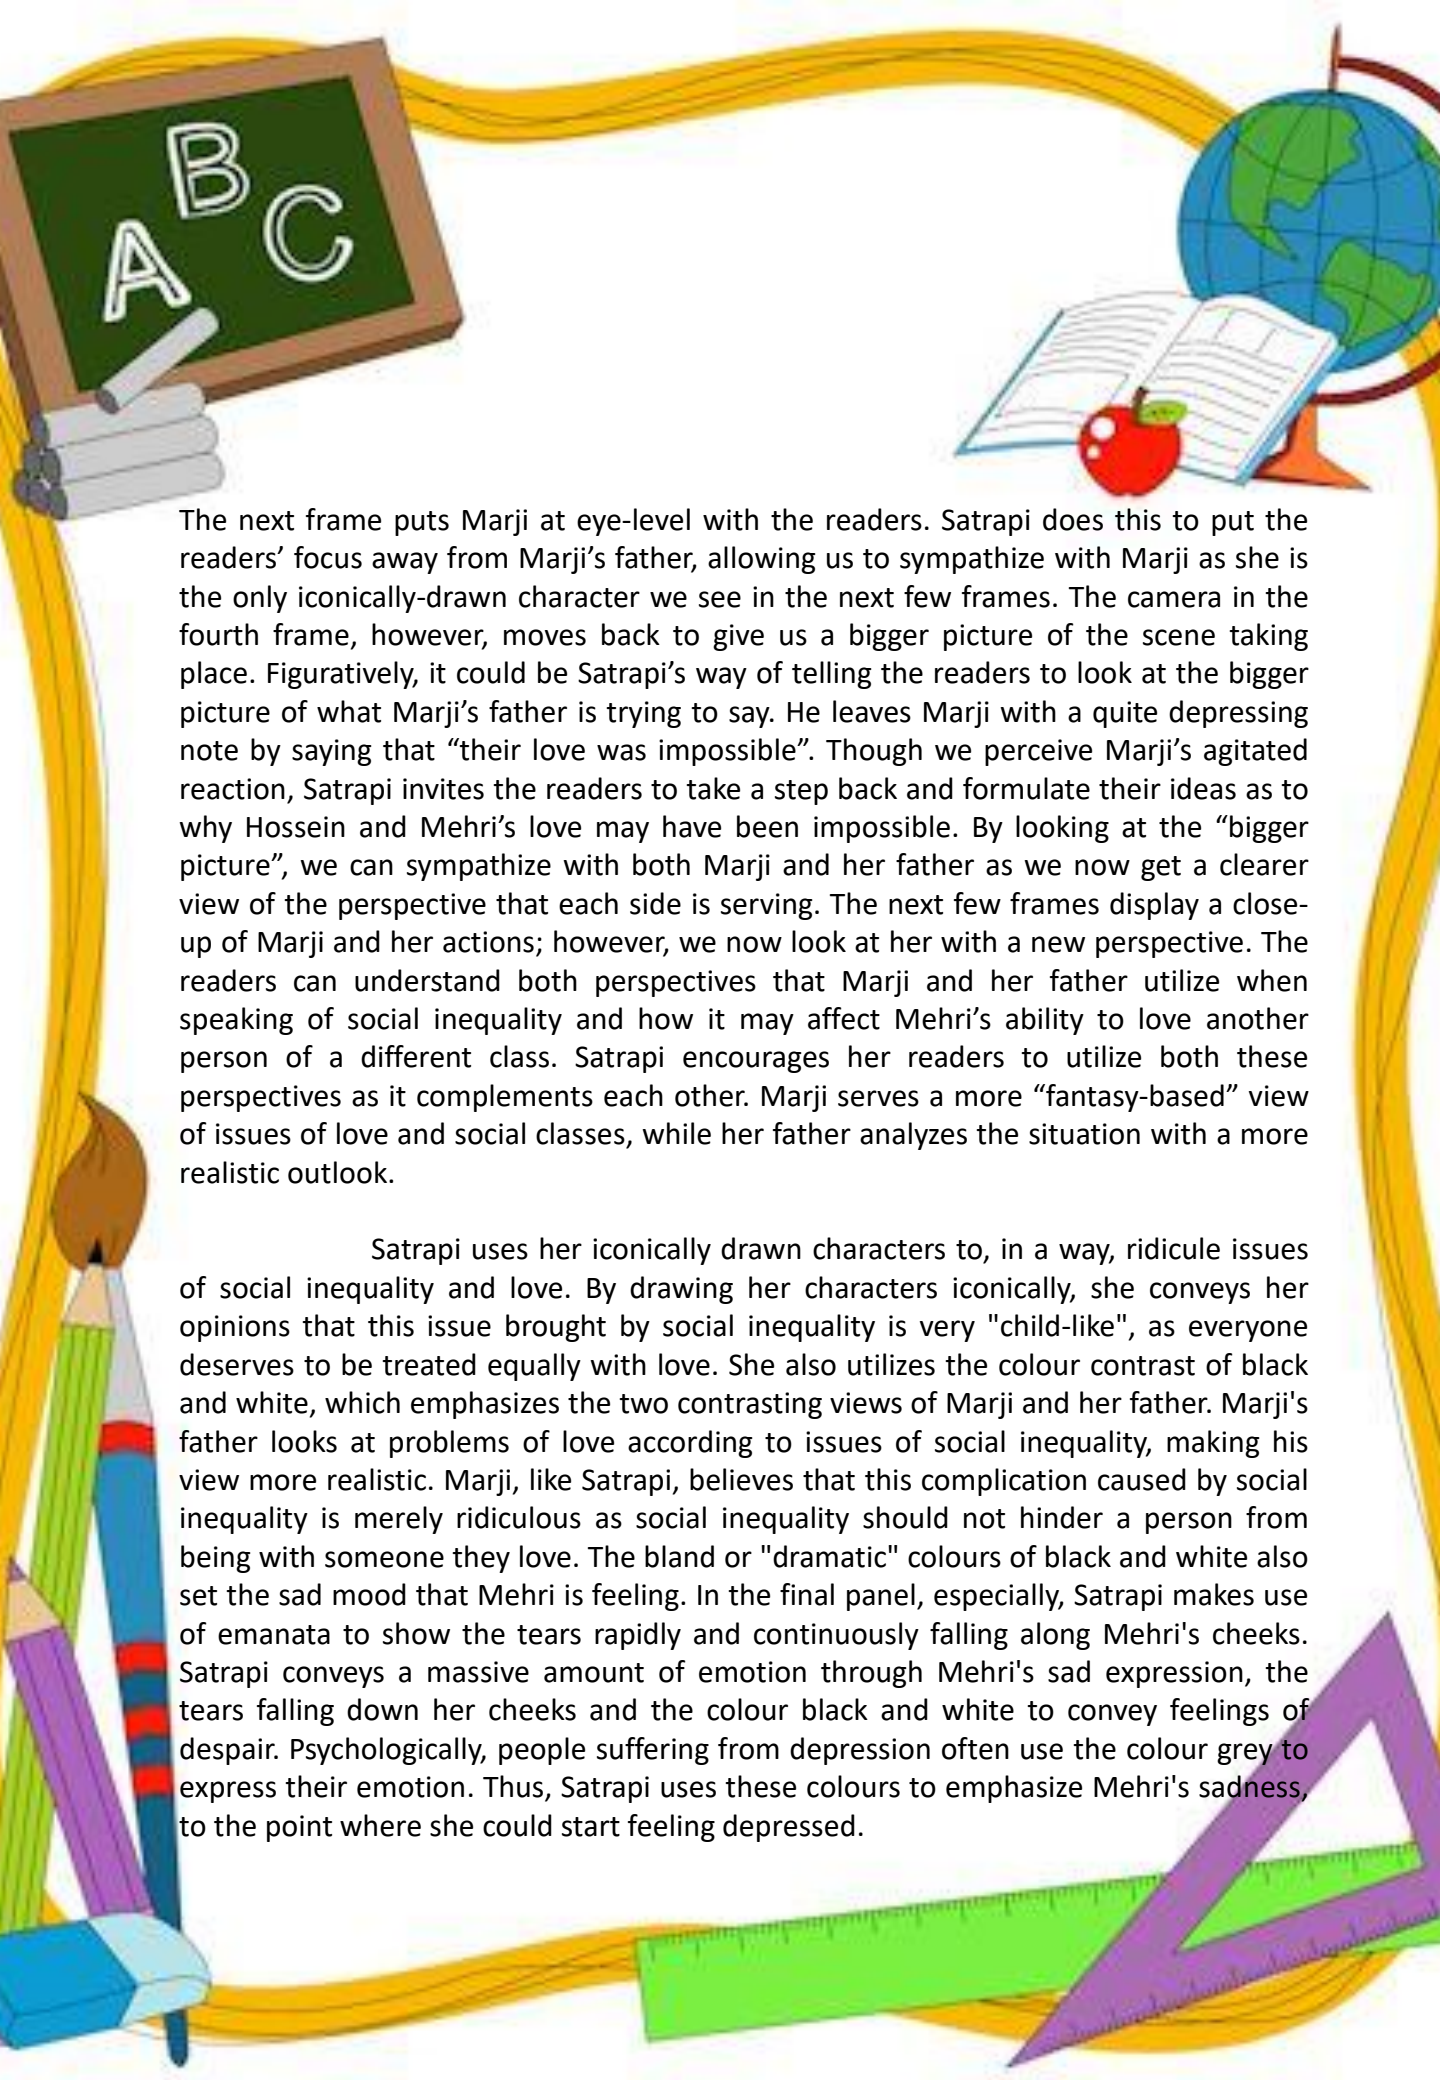 B
A C
The next frame puts Marji at eye-level with the readers. Satrapi does this to put the
readers’ focus away from Marji’s father, allowing us to sympathize with Marji as she is
the only iconically-drawn character we see in the next few frames. The camera in the
fourth frame, however, moves back to give us a bigger picture of the scene taking
place. Figuratively, it could be Satrapi’s way of telling the readers to look at the bigger
picture of what Marji’s father is trying to say. He leaves Marji with a quite depressing
note by saying that “their love was impossible”. Though we perceive Marji’s agitated
reaction, Satrapi invites the readers to take a step back and formulate their ideas as to
why Hossein and Mehri’s love may have been impossible. By looking at the “bigger
picture”, we can sympathize with both Marji and her father as we now get a clearer
view of the perspective that each side is serving. The next few frames display a close-
up of Marji and her actions; however, we now look at her with a new perspective. The
readers can understand both perspectives that Marji and her father utilize when
speaking of social inequality and how it may affect Mehri’s ability to love another
person of a different class. Satrapi encourages her readers to utilize both these
perspectives as it complements each other. Marji serves a more “fantasy-based” view
of issues of love and social classes, while her father analyzes the situation with a more
realistic outlook.
Satrapi uses her iconically drawn characters to, in a way, ridicule issues
of social inequality and love. By drawing her characters iconically, she conveys her
opinions that this issue brought by social inequality is very "child-like", as everyone
deserves to be treated equally with love. She also utilizes the colour contrast of black
and white, which emphasizes the two contrasting views of Marji and her father. Marji's
father looks at problems of love according to issues of social inequality, making his
view more realistic. Marji, like Satrapi, believes that this complication caused by social
inequality is merely ridiculous as social inequality should not hinder a person from
being with someone they love. The bland or "dramatic" colours of black and white also
set the sad mood that Mehri is feeling. In the final panel, especially, Satrapi makes use
of emanata to show the tears rapidly and continuously falling along Mehri's cheeks.
Satrapi conveys a massive amount of emotion through Mehri's sad expression, the
tears falling down her cheeks and the colour black and white to convey feelings of
despair. Psychologically, people suffering from depression often use the colour grey to
express their emotion. Thus, Satrapi uses these colours to emphasize Mehri's sadness,
to the point where she could start feeling depressed.